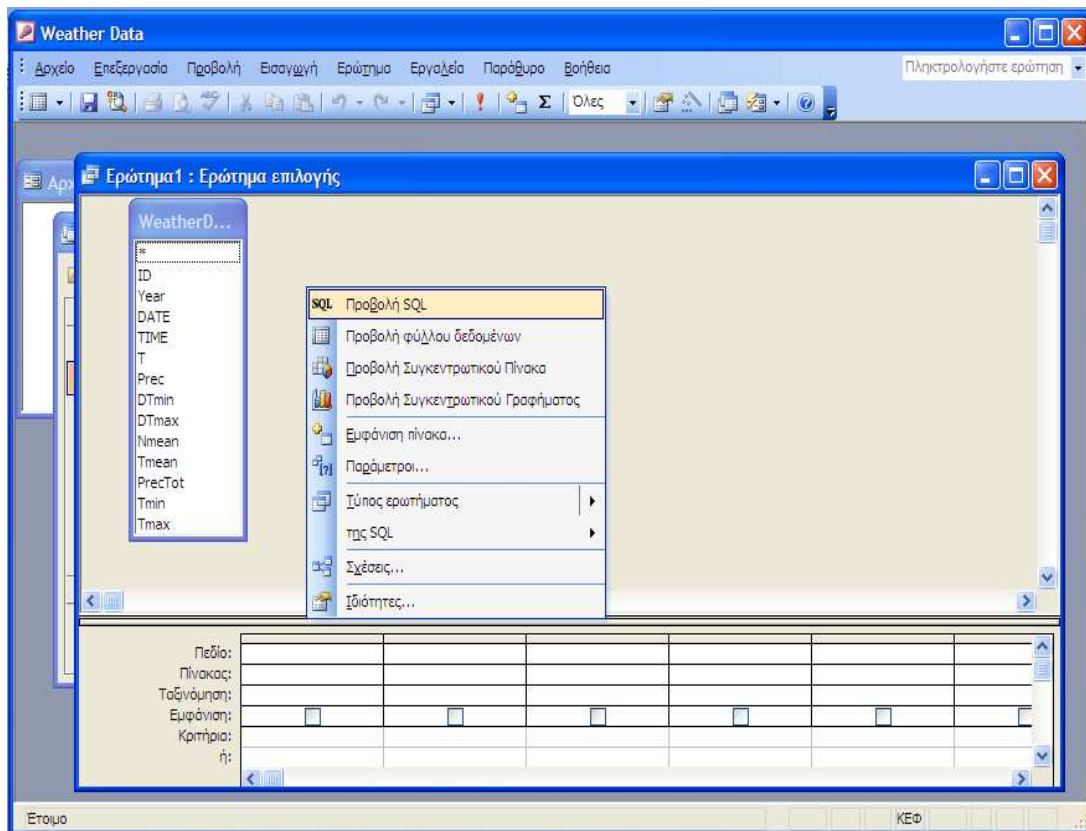 Weather Data
Αρχείο Επεξεργασία Προβολή Εισαγωγή Ερώτημα Εργαλεία Παράθυρο Βοήθεια Πληκτρολογήστε ερώτηση
Όλες
Αρχ
Ερώτημα1 : Ερώτημα επιλογής
WeatherD...
*
ID
Year
DATE
TIME
T
Prec
DTmin
DTmax
Nmean
Tmean
PrecTot
Tmin
Tmax
SQL Προβολή SQL
Προβολή φύλλου δεδομένων
Προβολή Συγκεντρωτικού Πίνακα
Προβολή Συγκεντρωτικού Γραφήματος
Εμφάνιση πίνακα...
Παράμετροι...
Τύπος ερωτήματος
της SQL
Σχέσεις...
Ιδιότητες...
Πεδίο:
Πίνακας:
Ταξινόμηση:
Εμφάνιση:
Κριτήρια:
ή:
Έτοιμο ΚΕΦ